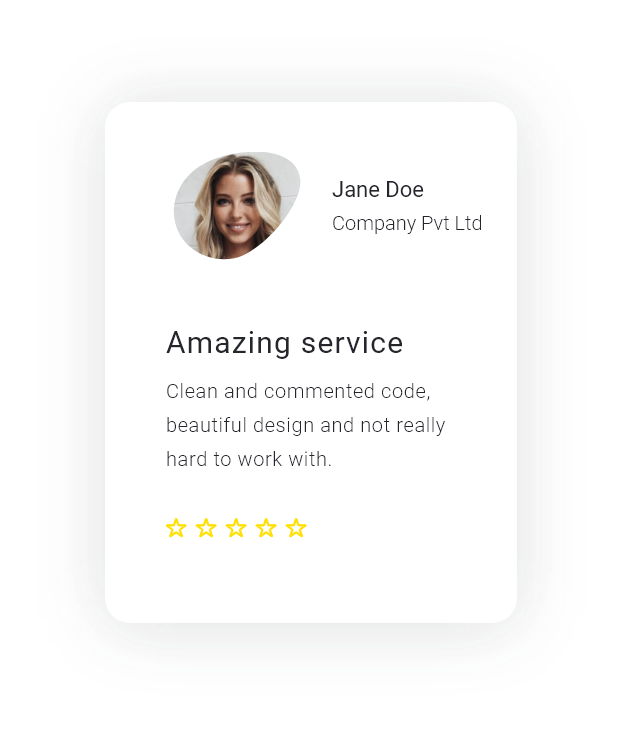 Jane Doe
Company Pvt Ltd
Amazing service
Clean and commented code,
beautiful design and not really
hard to work with.